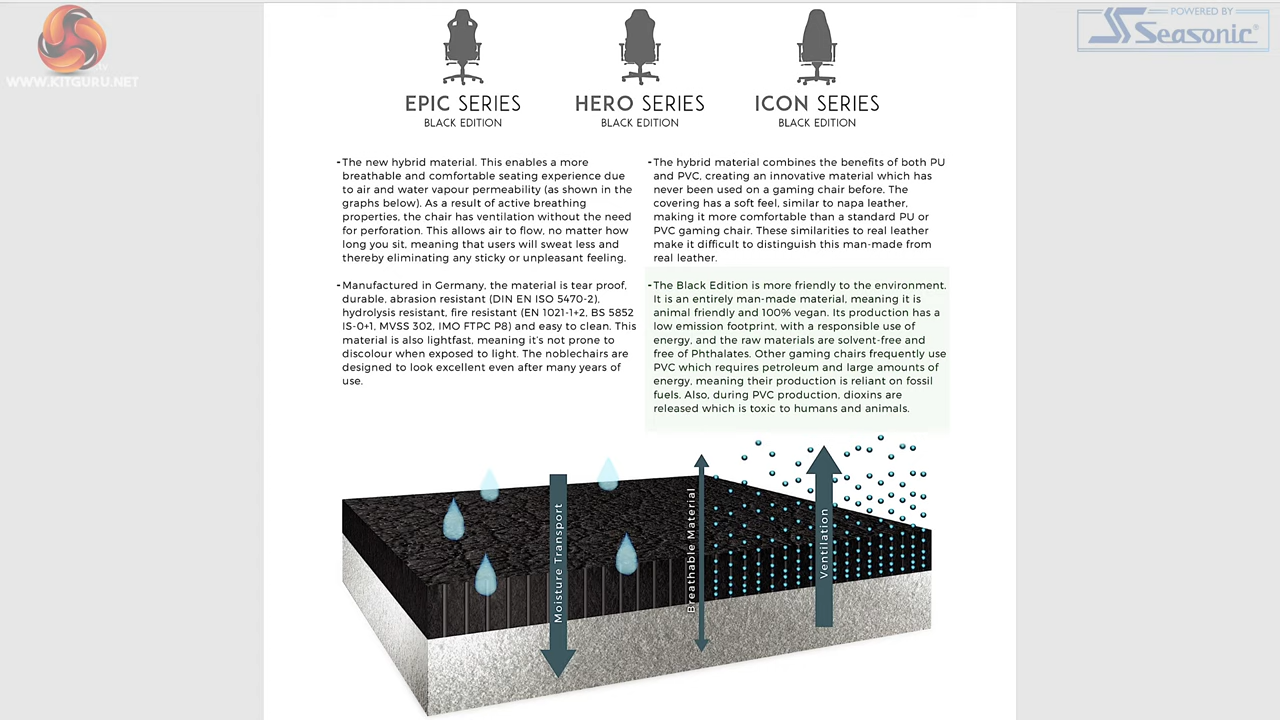 WWW.KITGURU.NET
tv
POWERED BY
Seasonic
EPIC SERIES
BLACK EDITION
HERO SERIES
BLACK EDITION
ICON SERIES
BLACK EDITION
-The new hybrid material. This enables a more
breathable and comfortable seating experience due
to air and water vapour permeability (as shown in the
graphs below). As a result of active breathing
properties, the chair has ventilation without the need
for perforation. This allows air to flow, no matter how
long you sit, meaning that users will sweat less and
thereby eliminating any sticky or unpleasant feeling.
-Manufactured in Germany, the material is tear proof,
durable, abrasion resistant (DIN EN ISO 5470-2),
hydrolysis resistant, fire resistant (EN 1021-1+2, BS 5852
IS-0+1, MVSS 302, IMO FTPC P8) and easy to clean. This
material is also lightfast, meaning it's not prone to
discolour when exposed to light. The noblechairs are
designed to look excellent even after many years of
use.
-The hybrid material combines the benefits of both PU
and PVC, creating an innovative material which has
never been used on a gaming chair before. The
covering has a soft feel, similar to napa leather,
making it more comfortable than a standard PU or
PVC gaming chair. These similarities to real leather
make it difficult to distinguish this man-made from
real leather.
-The Black Edition is more friendly to the environment.
It is an entirely man-made material, meaning it is
animal friendly and 100% vegan. Its production has a
low emission footprint, with a responsible use of
energy, and the raw materials are solvent-free and
free of Phthalates. Other gaming chairs frequently use
PVC which requires petroleum and large amounts of
energy, meaning their production is reliant on fossil
fuels. Also, during PVC production, dioxins are
released which is toxic to humans and animals.
Moisture Transport
Breathable Material
Ventilation